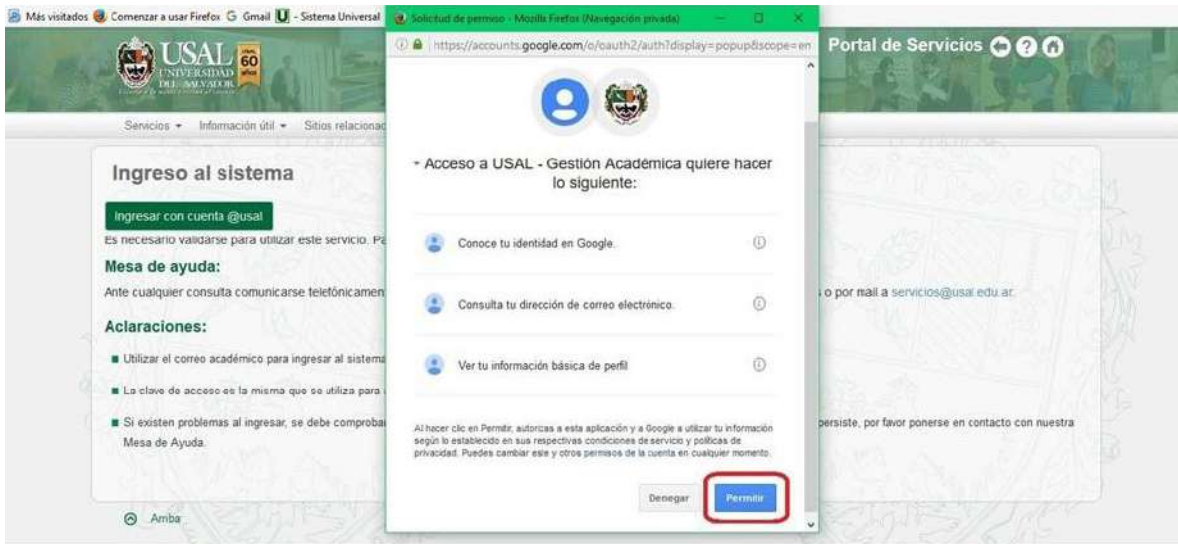 Más visitados Comenzar a usar Firefox Gmail - Sistema Universal
Solicitud de permiso - Mozilla Firefox (Navegación privada)
https://accounts.google.com/o/oauth2/auth?display=popup&scope=en
USAL
UNIVERSIDAD
DEL SALVADOR
60
años
Portal de Servicios
Servicios Información útil Sitios relacionad
Ingreso al sistema
Ingresar con cuenta @usal
Es necesario validarse para utilizar este servicio. Pa
Mesa de ayuda:
Ante cualquier consulta comunicarse telefónicamen
o por mail a servicios@usal.edu.ar.
Aclaraciones:
Utilizar el correo académico para ingresar al sistema
La clave de acceso es la misma que se utiliza para
Si existen problemas al ingresar, se debe comproba
persiste, por favor ponerse en contacto con nuestra
Mesa de Ayuda.
Arriba
Acceso a USAL - Gestión Académica quiere hacer
lo siguiente:
Conoce tu identidad en Google.
Consulta tu dirección de correo electrónico.
Ver tu información básica de perfil
Al hacer clic en Permitir, autorizas a esta aplicación y a Google a utilizar tu información
según lo establecido en sus respectivas condiciones de servicio y políticas de
privacidad. Puedes cambiar este y otros permisos de la cuenta en cualquier momento.
Denegar
Permitir